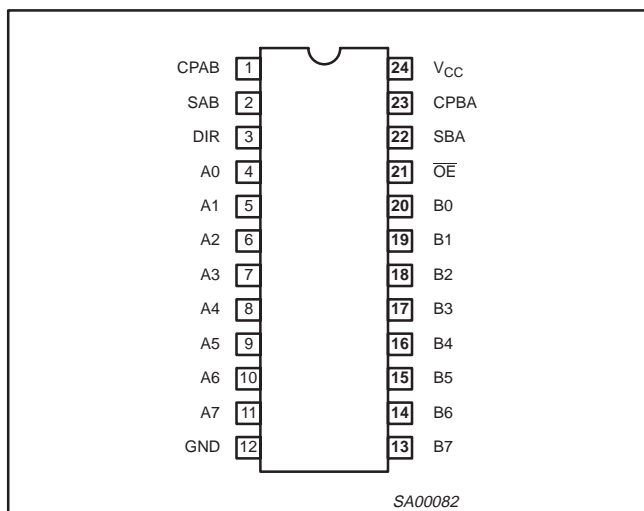 CPAB 1 24 VCC
SAB 2 23 CPBA
DIR 3 22 SBA
A0 4 21 OE
A1 5 20 B0
A2 6 19 B1
A3 7 18 B2
A4 8 17 B3
A5 9 16 B4
A6 10 15 B5
A7 11 14 B6
GND 12 13 B7
SA00082